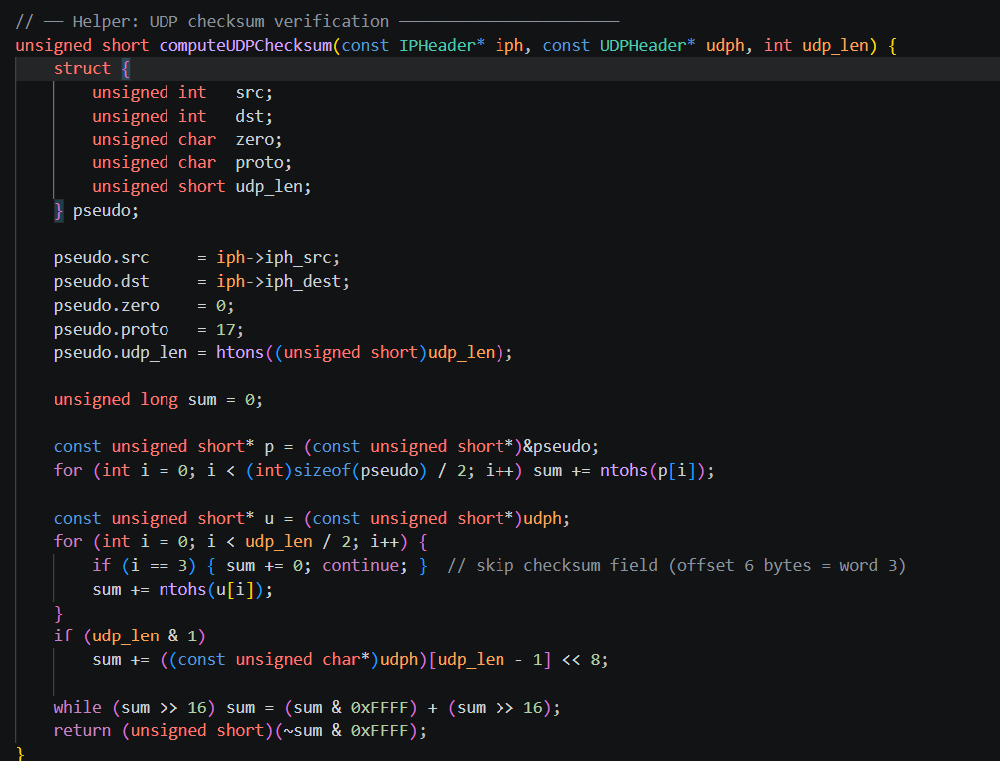 // —— Helper: UDP checksum verification ———————————————————————
unsigned short computeUDPChecksum(const IPHeader* iph, const UDPHeader* udph, int udp_len) {
    struct {
        unsigned int   src;
        unsigned int   dst;
        unsigned char  zero;
        unsigned char  proto;
        unsigned short udp_len;
    } pseudo;

    pseudo.src     = iph->iph_src;
    pseudo.dst     = iph->iph_dest;
    pseudo.zero    = 0;
    pseudo.proto   = 17;
    pseudo.udp_len = htons((unsigned short)udp_len);

    unsigned long sum = 0;

    const unsigned short* p = (const unsigned short*)&pseudo;
    for (int i = 0; i < (int)sizeof(pseudo) / 2; i++) sum += ntohs(p[i]);

    const unsigned short* u = (const unsigned short*)udph;
    for (int i = 0; i < udp_len / 2; i++) {
        if (i == 3) { sum += 0; continue; }  // skip checksum field (offset 6 bytes = word 3)
        sum += ntohs(u[i]);
    }
    if (udp_len & 1)
        sum += ((const unsigned char*)udph)[udp_len - 1] << 8;

    while (sum >> 16) sum = (sum & 0xFFFF) + (sum >> 16);
    return (unsigned short)(~sum & 0xFFFF);
}